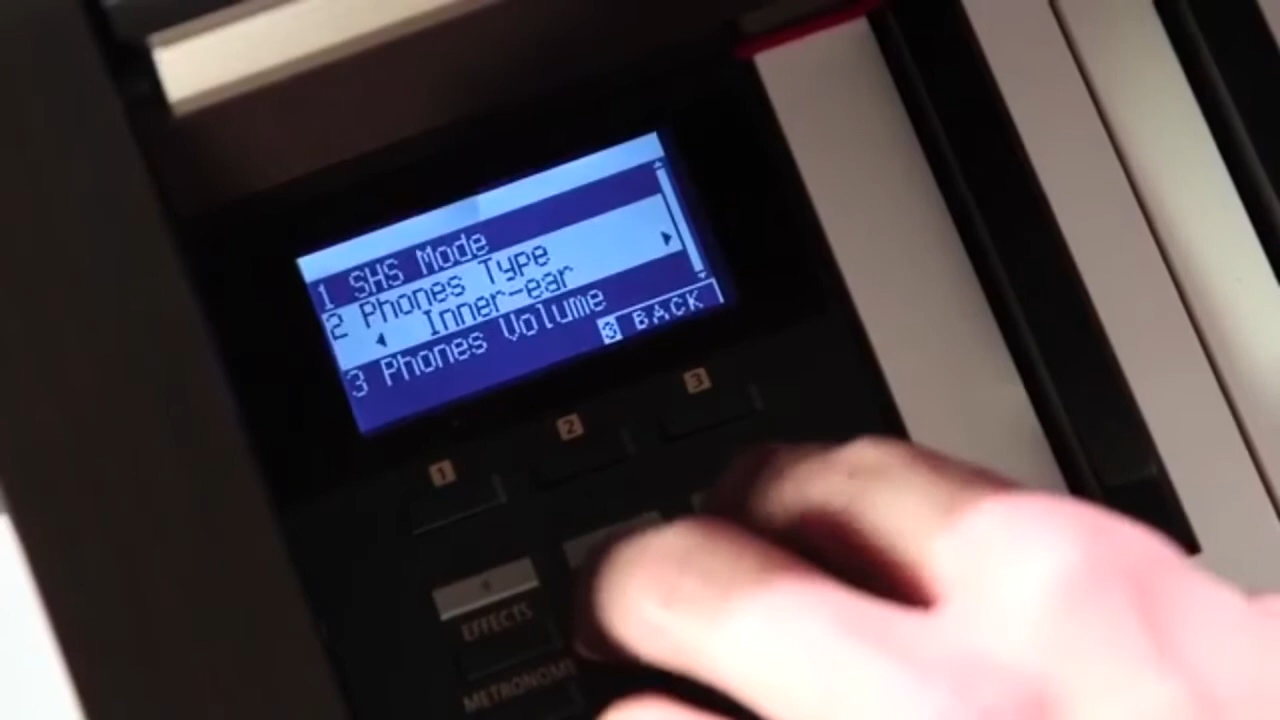 1 SHS Mode
2 Phones Type
Inner-ear
3 Phones Volume
3 BACK
1
2
3
EFFECTS
METRONOME